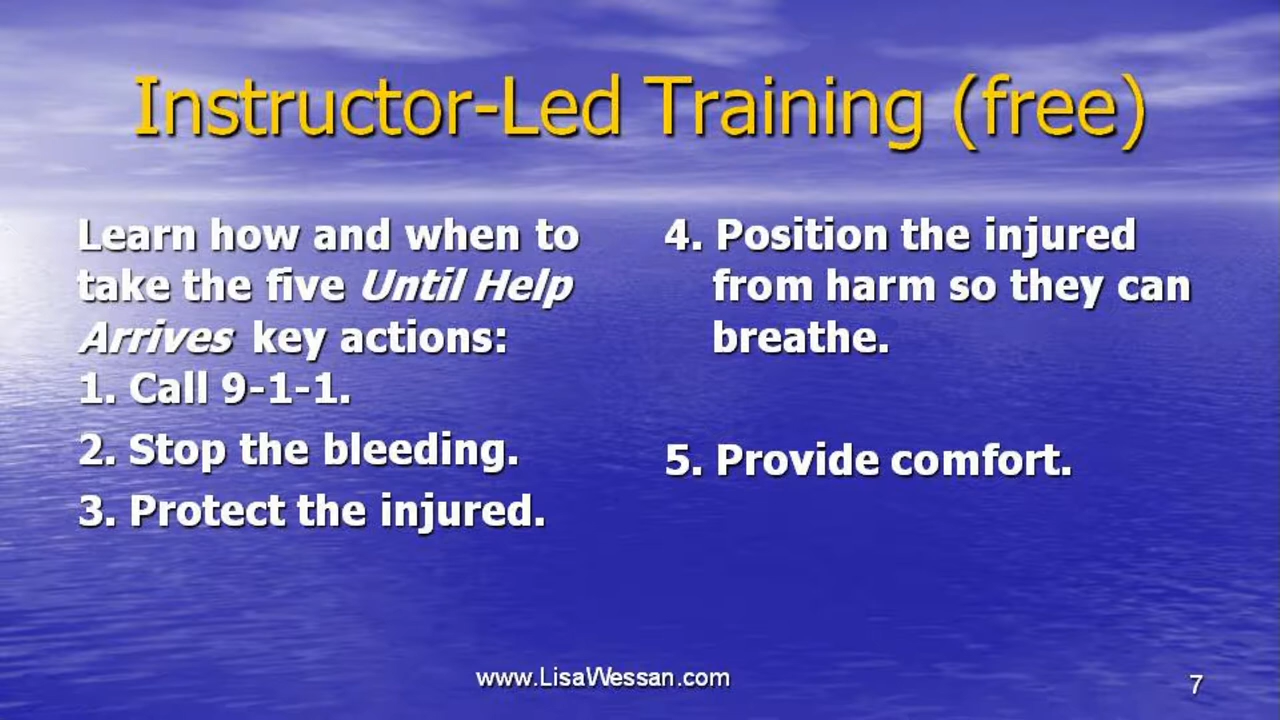 Instructor-Led Training (free)
Learn how and when to
take the five Until Help
Arrives key actions:
1. Call 9-1-1.
2. Stop the bleeding.
3. Protect the injured.
4. Position the injured
from harm so they can
breathe.
5. Provide comfort.
www.LisaWessan.com
7